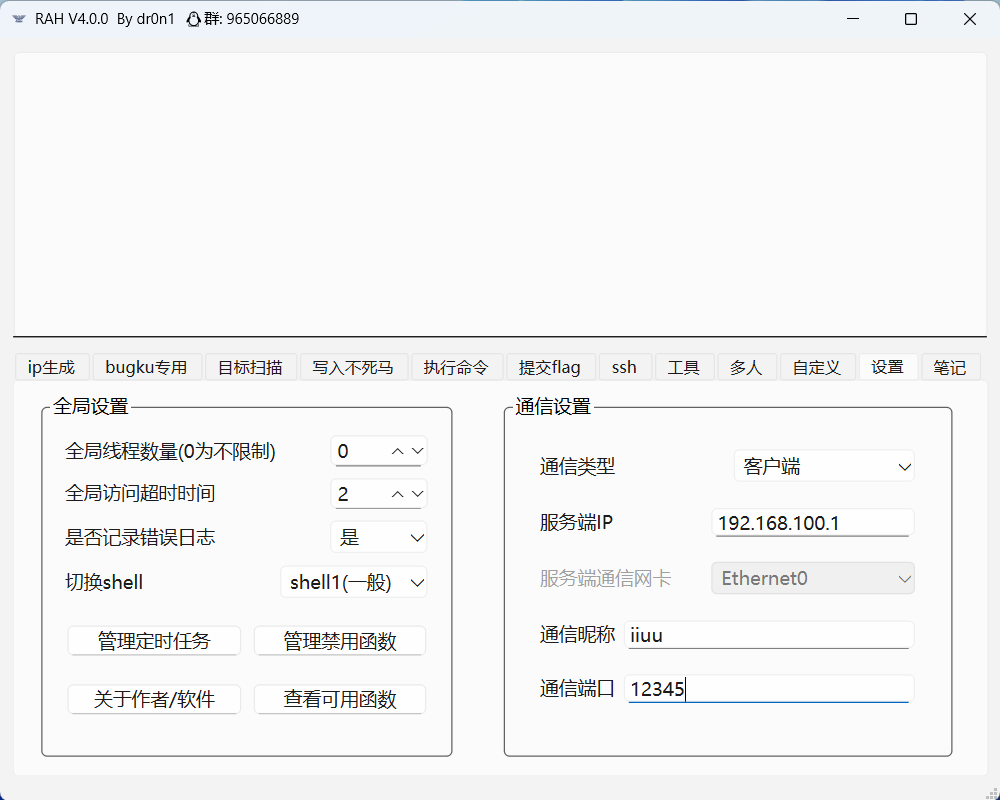 RAH V4.0.0 By dr0n1 群: 965066889
ip生成 bugku专用 目标扫描 写入不死马 执行命令 提交flag ssh 工具 多人 自定义 设置 笔记
全局设置
全局线程数量(0为不限制) 0
全局访问超时时间 2
是否记录错误日志 是
切换shell shell1(一般)
管理定时任务 管理禁用函数
关于作者/软件 查看可用函数
通信设置
通信类型 客户端
服务端IP 192.168.100.1
服务端通信网卡 Ethernet0
通信昵称 iiuu
通信端口 12345